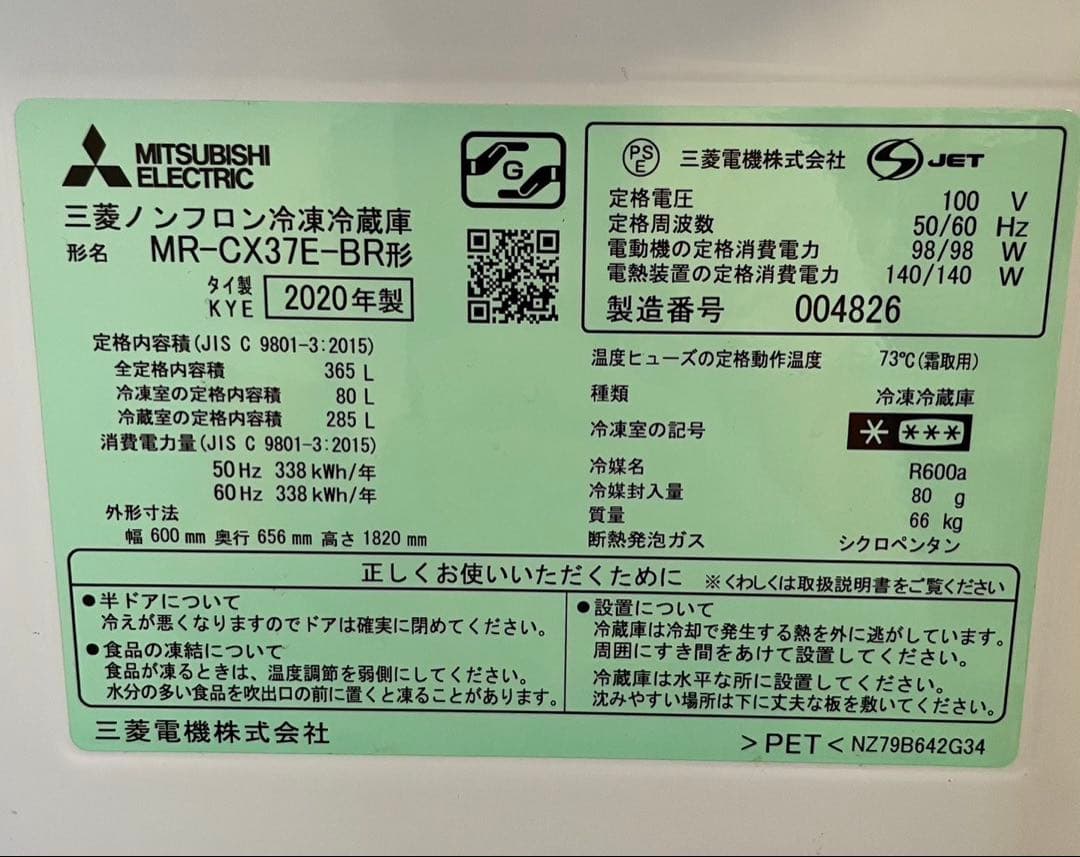 MITSUBISHI
ELECTRIC
三菱ノンフロン冷凍冷蔵庫
形名 MR-CX37E-BR形
タイ製
KYE
2020年製
G
定格内容積(JIS C 9801-3:2015)
全定格内容積 365 L
冷凍室の定格内容積 80 L
冷蔵室の定格内容積 285 L
消費電力量(JIS C 9801-3:2015)
50Hz 338kWh/年
60Hz 338kWh/年
外形寸法
幅 600mm 奥行 656mm 高さ 1820mm
PS
E
三菱電機株式会社 S JET
定格電圧 100 V
定格周波数 50/60 Hz
電動機の定格消費電力 98/98 W
電熱装置の定格消費電力 140/140 W
製造番号 004826
温度ヒューズの定格動作温度 73℃(霜取用)
種類 冷凍冷蔵庫
冷凍室の記号 * ***
冷媒名 R600a
冷媒封入量 80 g
質量 66 kg
断熱発泡ガス シクロペンタン
正しくお使いいただくために ※くわしくは取扱説明書をご覧ください
●半ドアについて
冷えが悪くなりますのでドアは確実に閉めてください。
●食品の凍結について
食品が凍るときは、温度調節を弱側にしてください。
水分の多い食品を吹出口の前に置くと凍ることがあります。
●設置について
冷蔵庫は冷却で発生する熱を外に逃がしています。
周囲にすき間をあけて設置してください。
冷蔵庫は水平な所に設置してください。
沈みやすい場所は下に丈夫な板を敷いてください。
三菱電機株式会社
>PET< NZ79B642G34